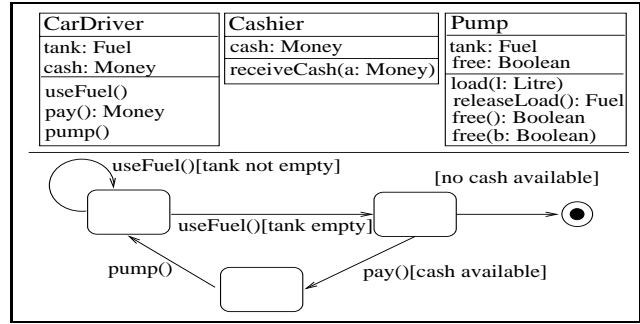 CarDriver
tank: Fuel
cash: Money
useFuel()
pay(): Money
pump()
Cashier
cash: Money
receiveCash(a: Money)
Pump
tank: Fuel
free: Boolean
load(l: Litre)
releaseLoad(): Fuel
free(): Boolean
free(b: Boolean)
useFuel()[tank not empty]
[no cash available]
useFuel()[tank empty]
pump()
pay()[cash available]